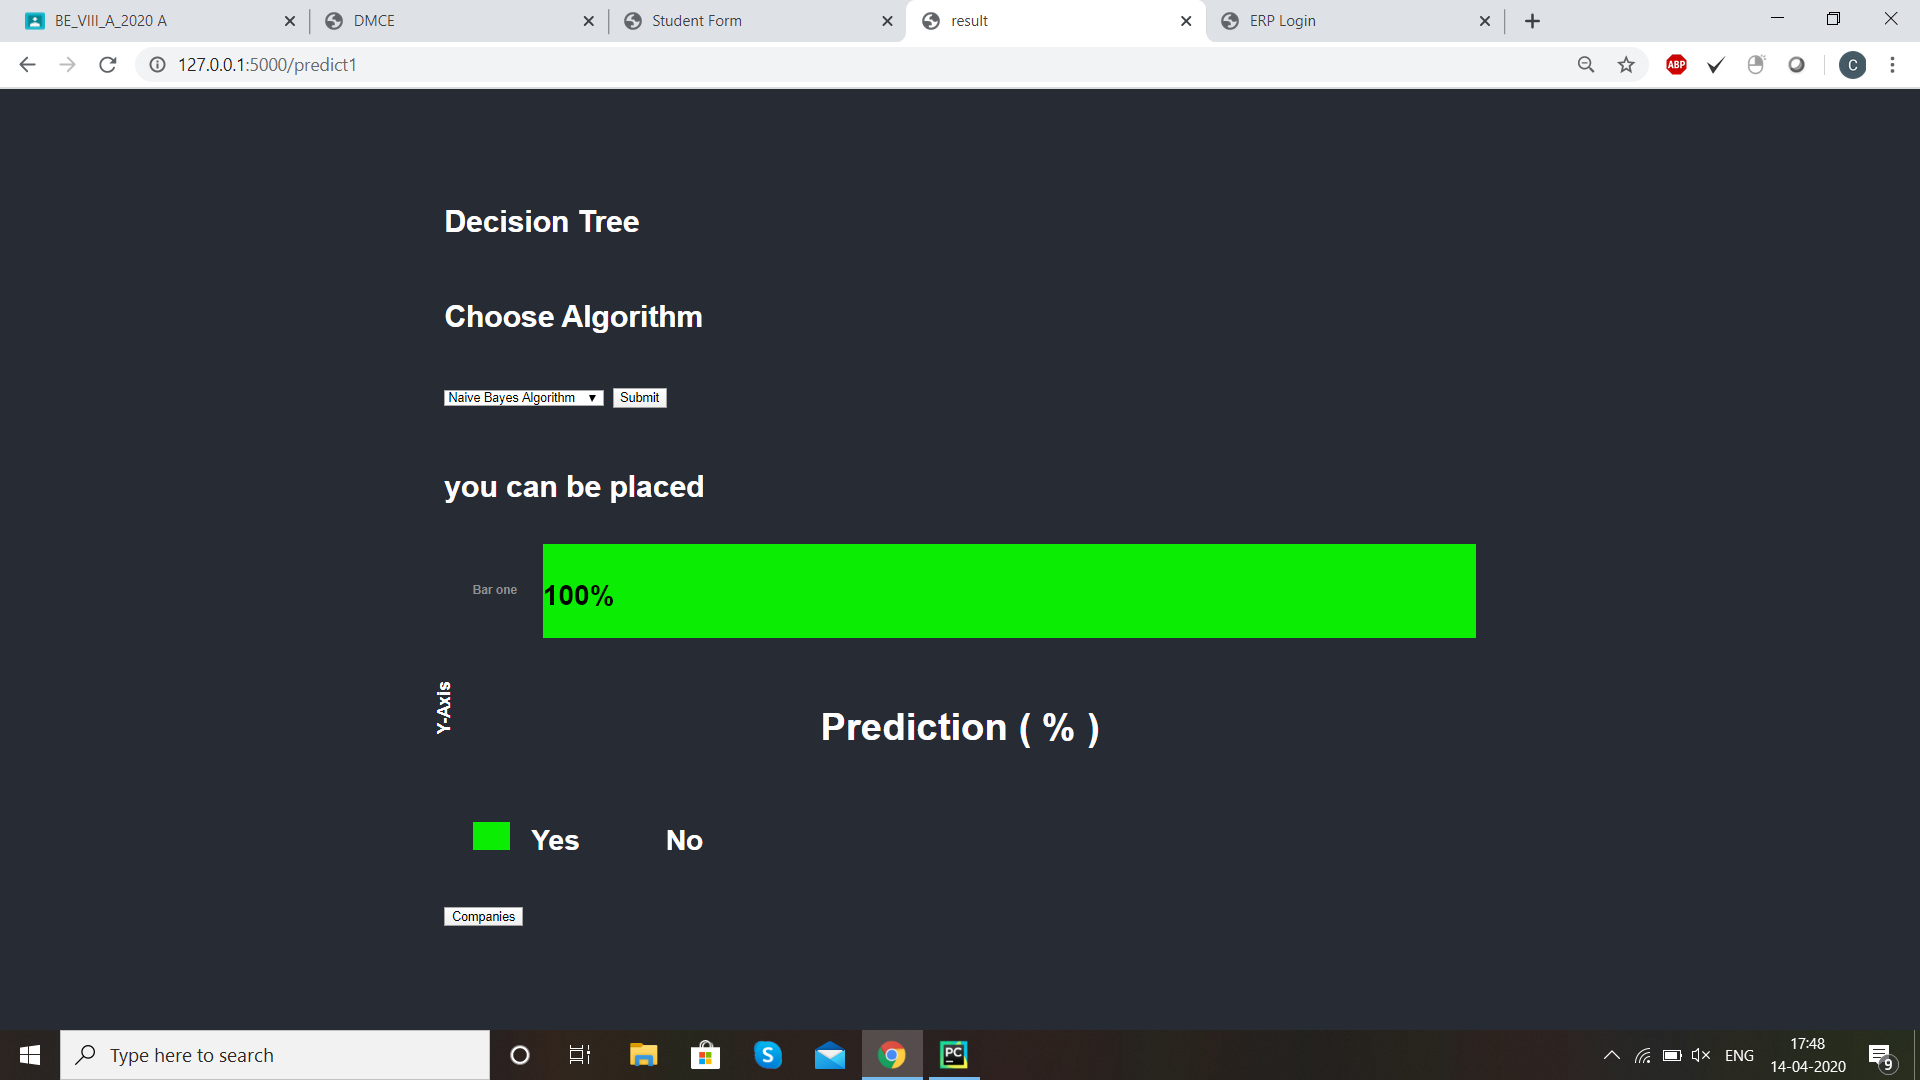 BE_VIII_A_2020 A
DMCE
Student Form
result
ERP Login
127.0.0.1:5000/predict1
ABP
C
Decision Tree
Choose Algorithm
Naive Bayes Algorithm ▼ Submit
you can be placed
Bar one
100%
Y-Axis
Prediction ( % )
Yes
No
Companies
Type here to search
S
PC
ENG
17:48
14-04-2020
9